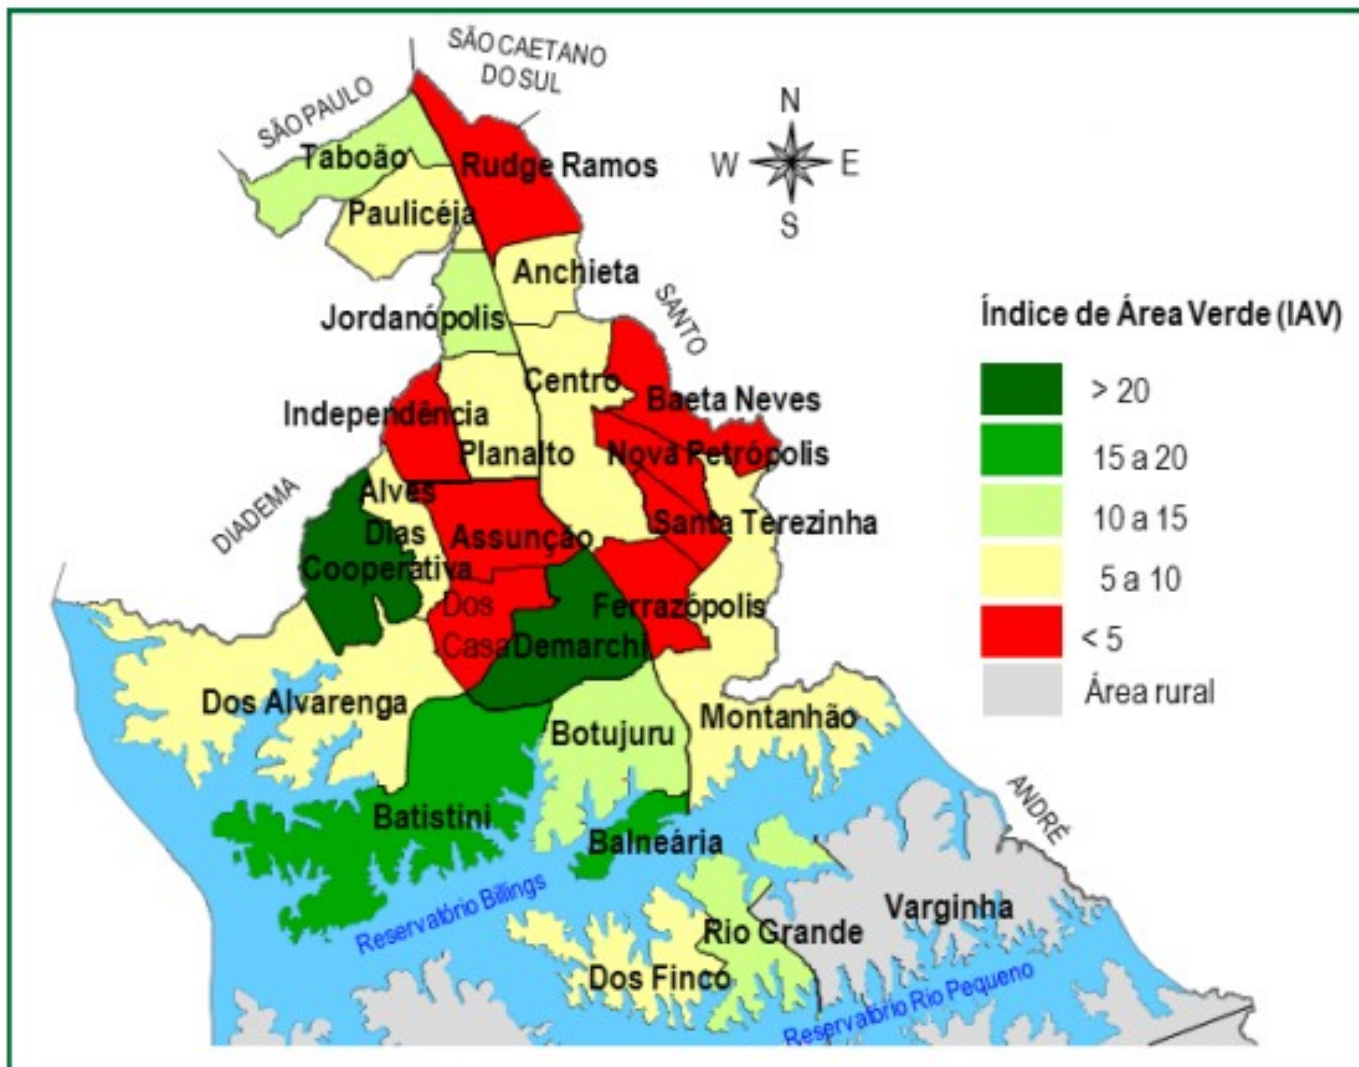 SÃO CAETANO
DO SUL
SÃO PAULO
N
W
E
S
Taboão
Rudge Ramos
Paulicéia
Anchieta
SANTO
Jordanópolis
Índice de Área Verde (IAV)
> 20
15 a 20
10 a 15
5 a 10
< 5
Área rural
Centro
Baeta Neves
Independência
Planalto
Nova Petrópolis
DIADEMA
Alves
Dias
Assunção
Santa Terezinha
Cooperativa
Dos
Casa
Ferrazópolis
Demarchi
Dos Alvarenga
Botujuru
Montanhão
ANDRÉ
Batistini
Balneária
Reservatório Billings
Varginha
Rio Grande
Dos Finco
Reservatório Rio Pequeno